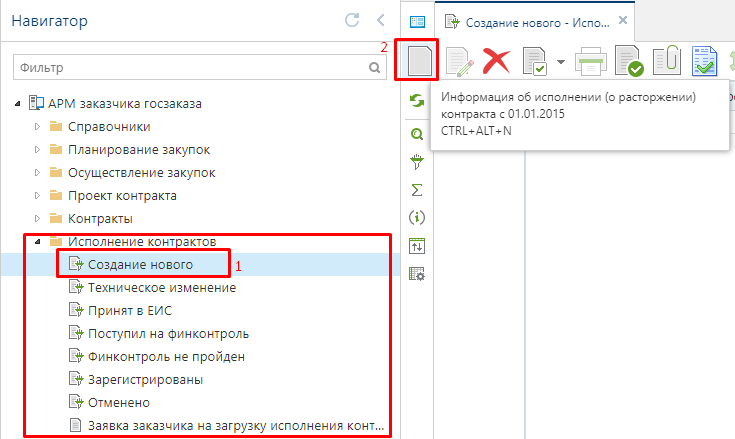 Навигатор
Фильтр
АРМ заказчика госзаказа
Справочники
Планирование закупок
Осуществление закупок
Проект контракта
Контракты
Исполнение контрактов
Создание нового
1
Техническое изменение
Принят в ЕИС
Поступил на финконтроль
Финконтроль не пройден
Зарегистрированы
Отменено
Заявка заказчика на загрузку исполнения конт...
Создание нового - Испо...
2
Информация об исполнении (о расторжении)
контракта с 01.01.2015
CTRL+ALT+N